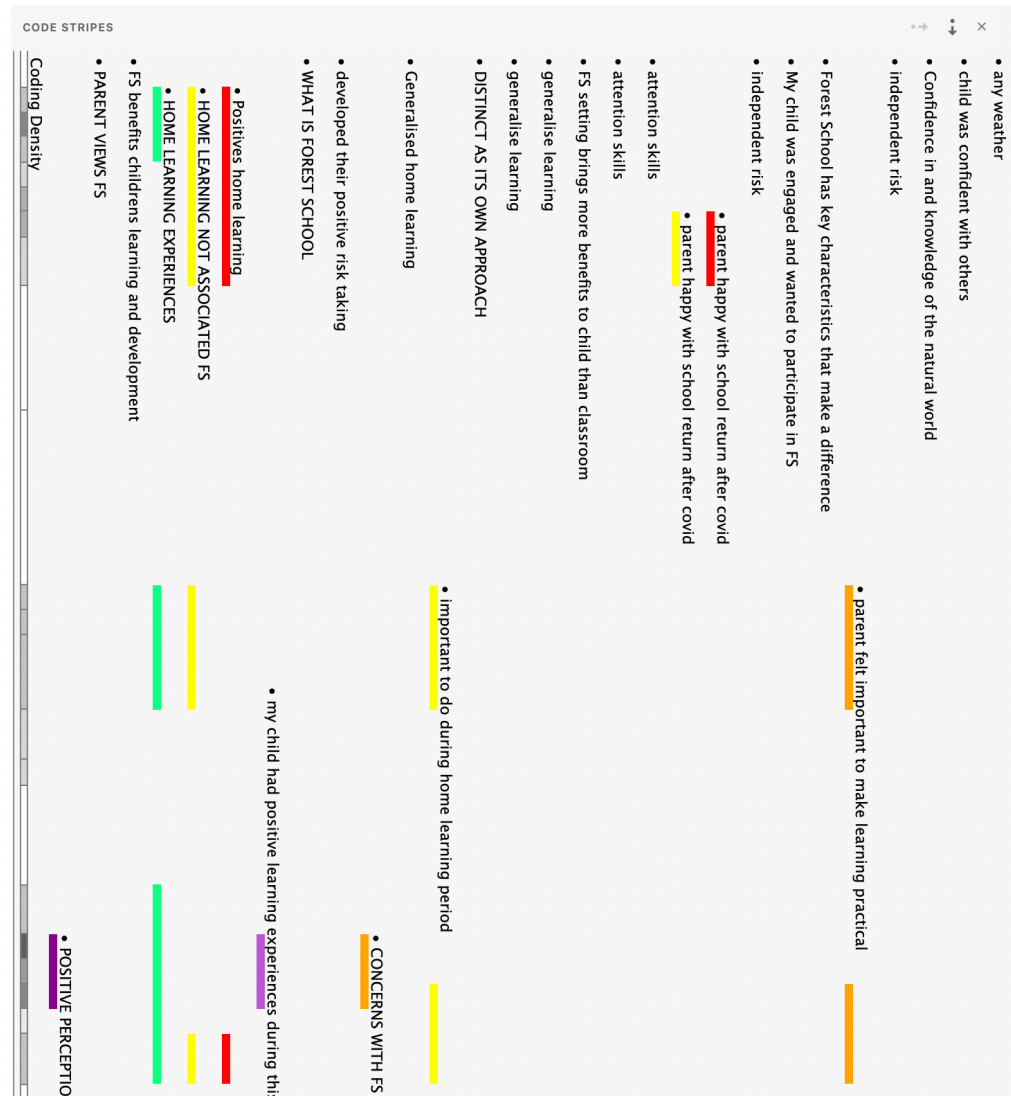 CODE STRIPES
any weather
child was confident with others
Confidence in and knowledge of the natural world
independent risk
parent felt important to make learning practical
Forest School has key characteristics that make a difference
My child was engaged and wanted to participate in FS
independent risk
parent happy with school return after covid
parent happy with school return after covid
attention skills
attention skills
FS setting brings more benefits to child than classroom
generalise learning
generalise learning
DISTINCT AS ITS OWN APPROACH
important to do during home learning period
Generalised home learning
CONCERNS WITH FS
developed their positive risk taking
WHAT IS FOREST SCHOOL
my child had positive learning experiences during this
Positives home learning
HOME LEARNING NOT ASSOCIATED FS
HOME LEARNING EXPERIENCES
FS benefits childrens learning and development
PARENT VIEWS FS
POSITIVE PERCEPTIO
Coding Density